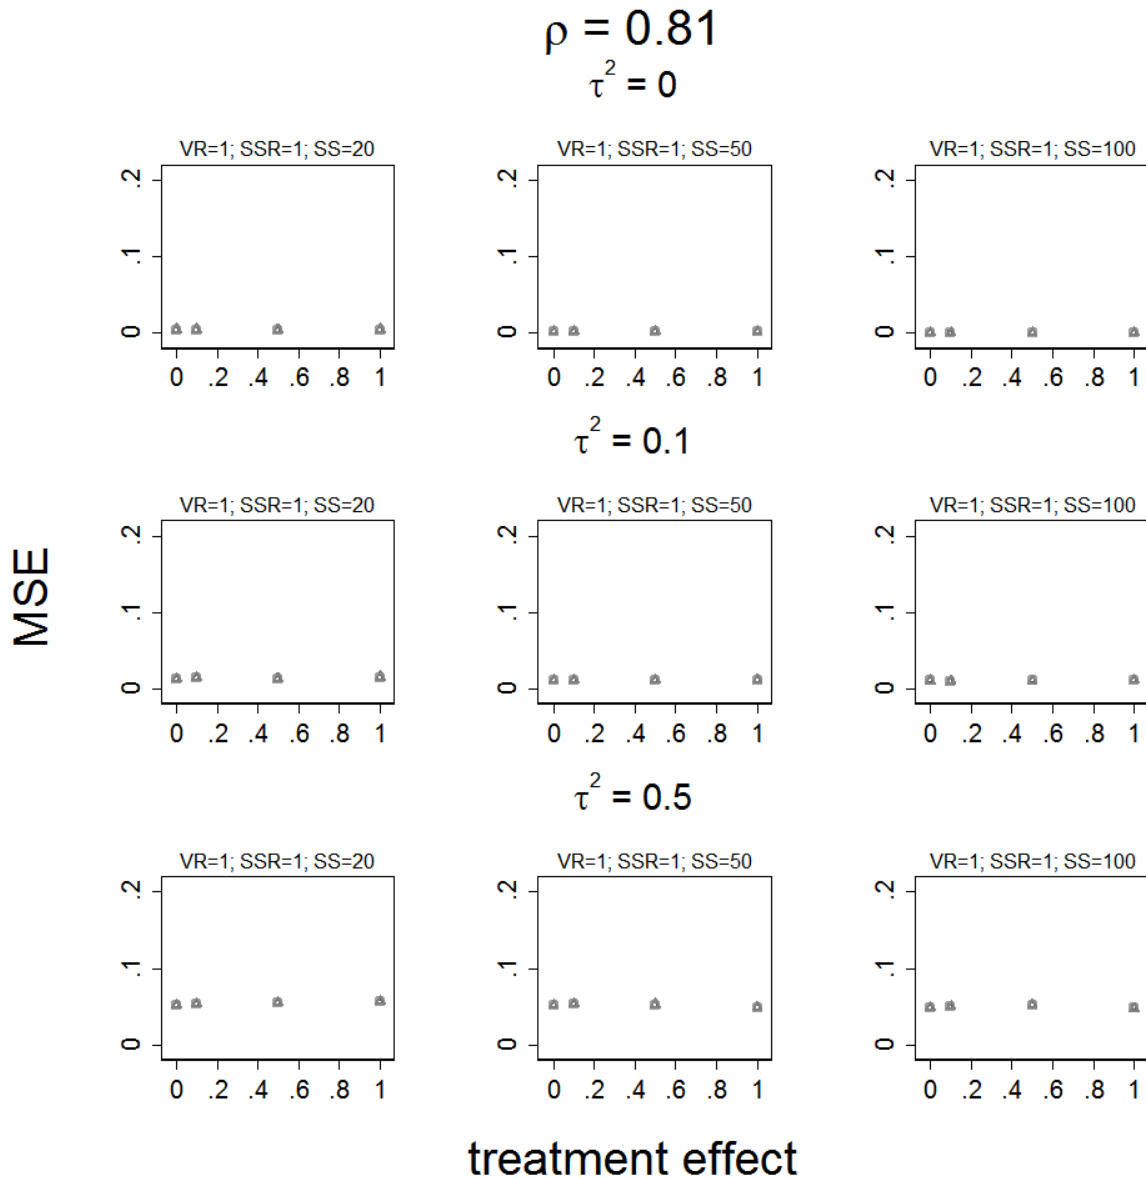 ρ = 0.81
τ² = 0
VR=1; SSR=1; SS=20 VR=1; SSR=1; SS=50 VR=1; SSR=1; SS=100
.2 .2 .2
.1 .1 .1
0 0 0
0 .2 .4 .6 .8 1 0 .2 .4 .6 .8 1 0 .2 .4 .6 .8 1
τ² = 0.1
VR=1; SSR=1; SS=20 VR=1; SSR=1; SS=50 VR=1; SSR=1; SS=100
.2 .2 .2
.1 .1 .1
0 0 0
0 .2 .4 .6 .8 1 0 .2 .4 .6 .8 1 0 .2 .4 .6 .8 1
MSE
τ² = 0.5
VR=1; SSR=1; SS=20 VR=1; SSR=1; SS=50 VR=1; SSR=1; SS=100
.2 .2 .2
.1 .1 .1
0 0 0
0 .2 .4 .6 .8 1 0 .2 .4 .6 .8 1 0 .2 .4 .6 .8 1
treatment effect